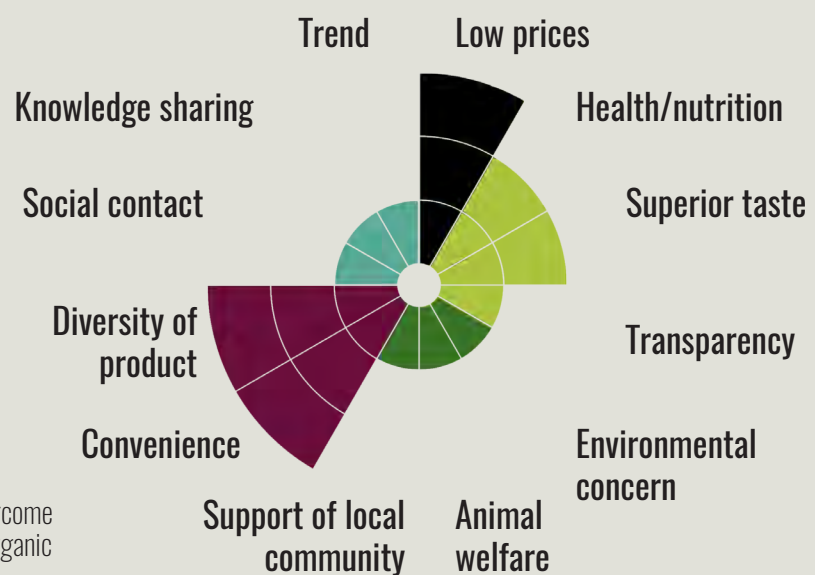 Trend
Low prices
Knowledge sharing
Health/nutrition
Social contact
Superior taste
Diversity of
product
Transparency
Convenience
Environmental
concern
Support of local
community
Animal
welfare
ganic